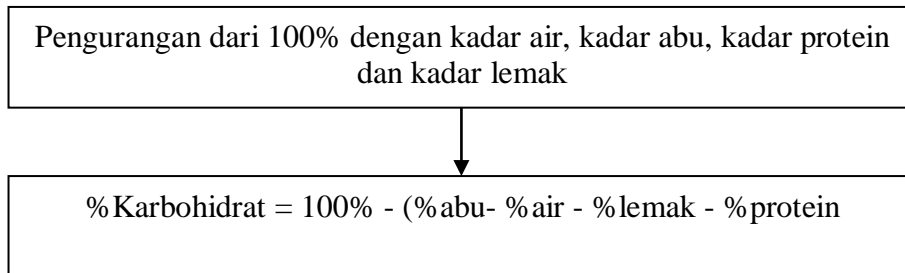 Pengurangan dari 100% dengan kadar air, kadar abu, kadar protein
dan kadar lemak
%Karbohidrat = 100% - (%abu- %air - %lemak - %protein